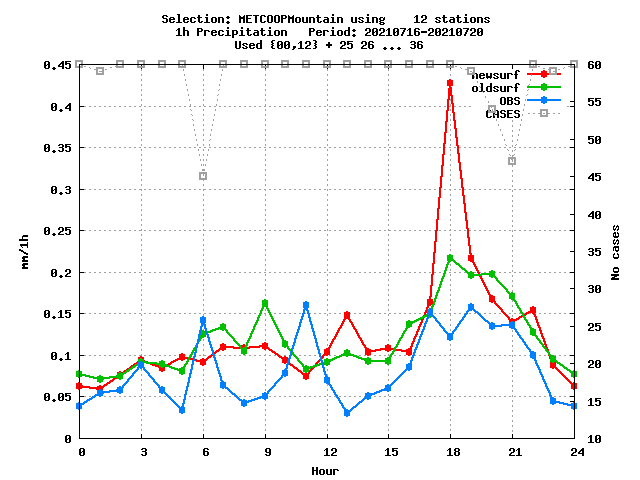 Selection: METCOOPMountain using    12 stations
1h Precipitation   Period: 20210716-20210720
Used {00,12} + 25 26 ... 36
0.45
0.4
0.35
0.3
0.25
0.2
0.15
0.1
0.05
0
mm/1h
60
55
50
45
40
35
30
25
20
15
10
No cases
newsurf
oldsurf
OBS
CASES
0 3 6 9 12 15 18 21 24
Hour